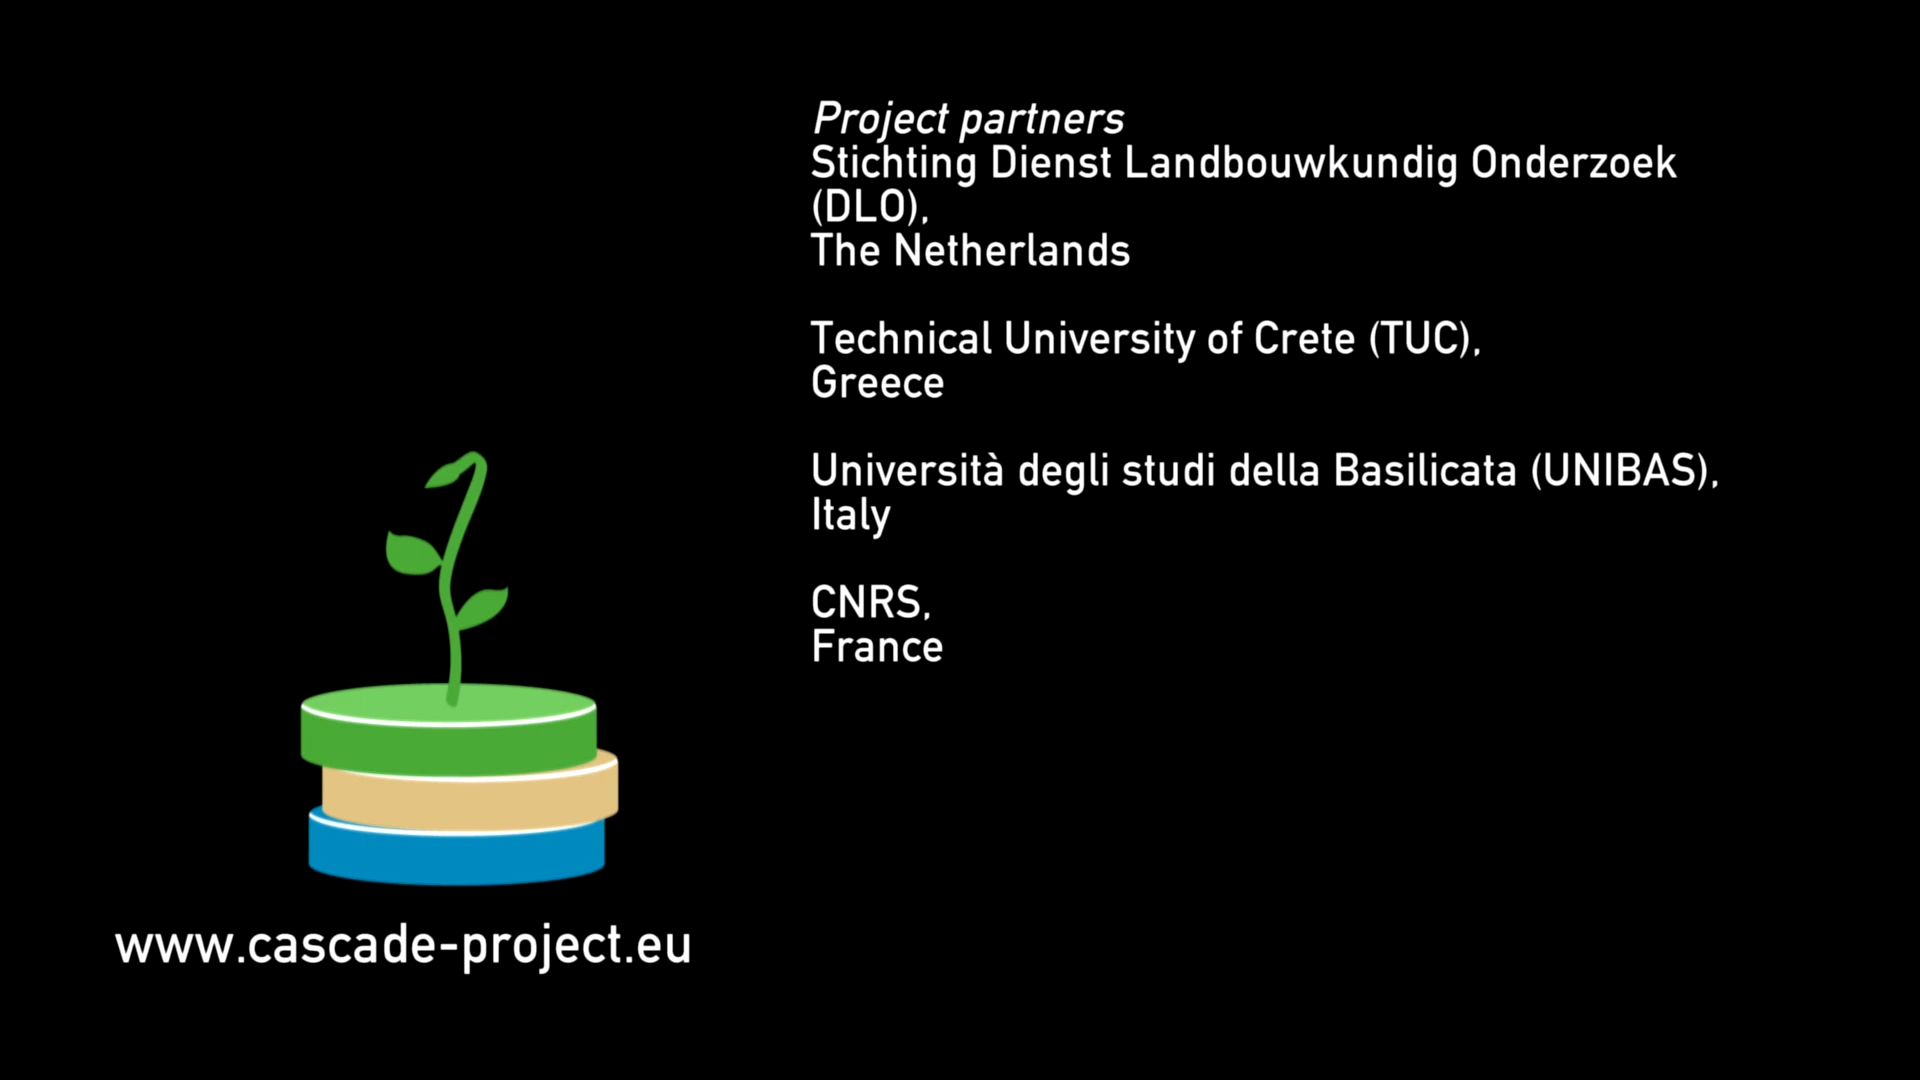 Project partners
Stichting Dienst Landbouwkundig Onderzoek
(DLO),
The Netherlands
Technical University of Crete (TUC),
Greece
Università degli studi della Basilicata (UNIBAS),
Italy
CNRS,
France
www.cascade-project.eu